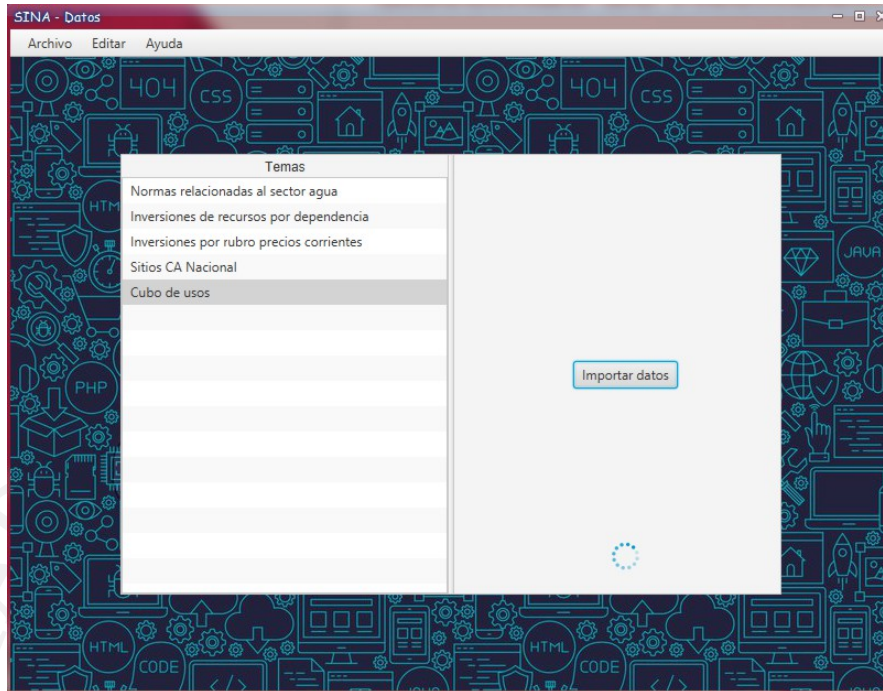 SINA - Datos
Archivo Editar Ayuda
404
CSS
404
CSS
Temas
Normas relacionadas al sector agua
HTM
Inversiones de recursos por dependencia
Inversiones por rubro precios corrientes
JAVA
Sitios CA Nacional
Cubo de usos
Importar datos
PHP
HTML
HTML
CODE
CODE
</>
</>
JAVA